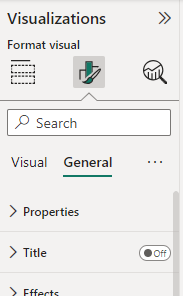 Visualizations
Format visual
Search
Visual General
Properties
Title Off
Effects